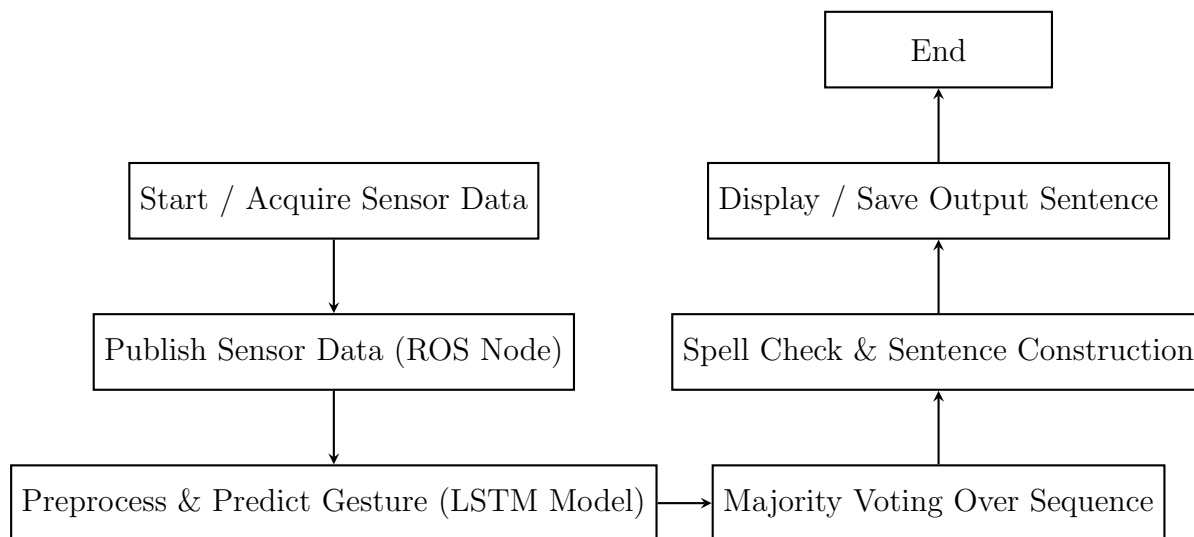 Start / Acquire Sensor Data
Publish Sensor Data (ROS Node)
Preprocess & Predict Gesture (LSTM Model)
Majority Voting Over Sequence
Spell Check & Sentence Construction
Display / Save Output Sentence
End